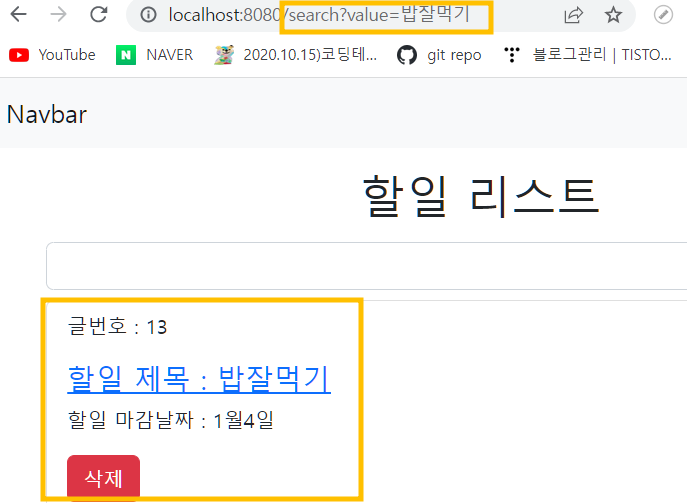 localhost:8080/search?value=밥잘먹기
YouTube NAVER 2020.10.15)코딩테... git repo 블로그관리 | TISTO...
Navbar
할일 리스트
글번호 : 13
할일 제목 : 밥잘먹기
할일 마감날짜 : 1월4일
삭제